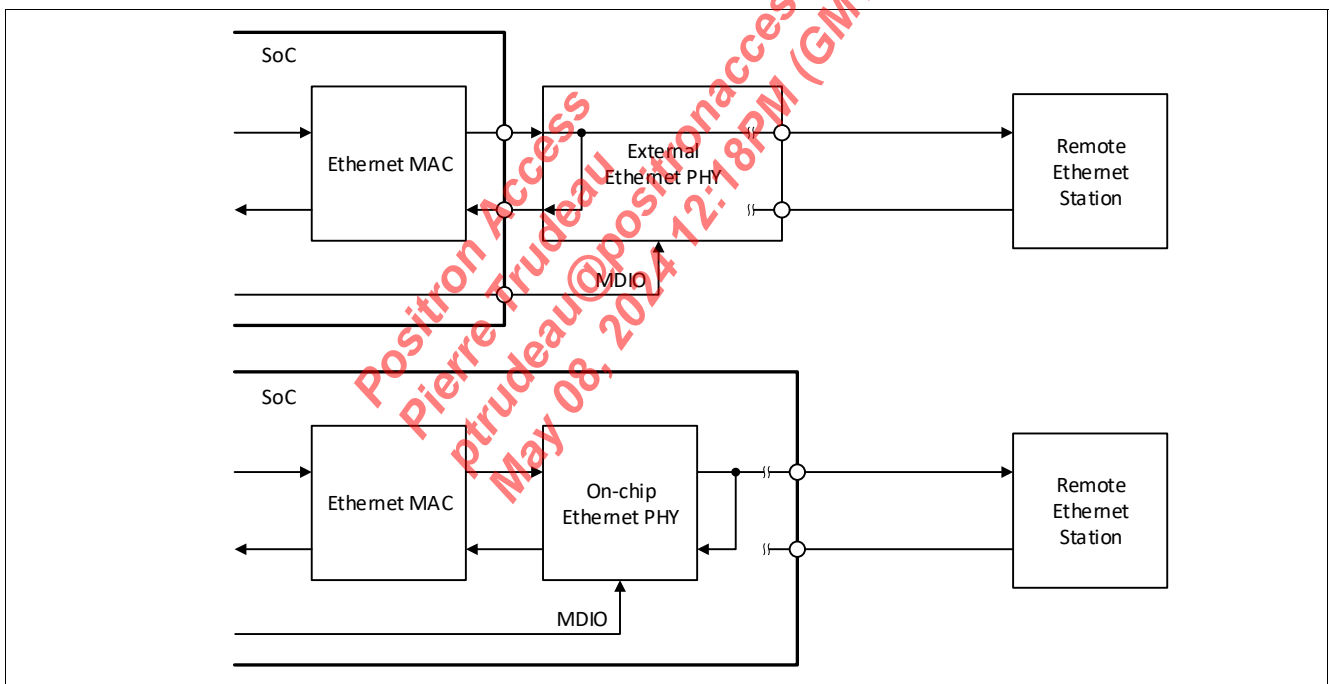 SoC
Ethernet MAC
External
Ethernet PHY
Remote
Ethernet
Station
MDIO
SoC
Ethernet MAC
On-chip
Ethernet PHY
Remote
Ethernet
Station
MDIO
Positron Access
Pierre Trudeau
ptrudeau@positronacces
May 08, 2024 12:18PM (GM